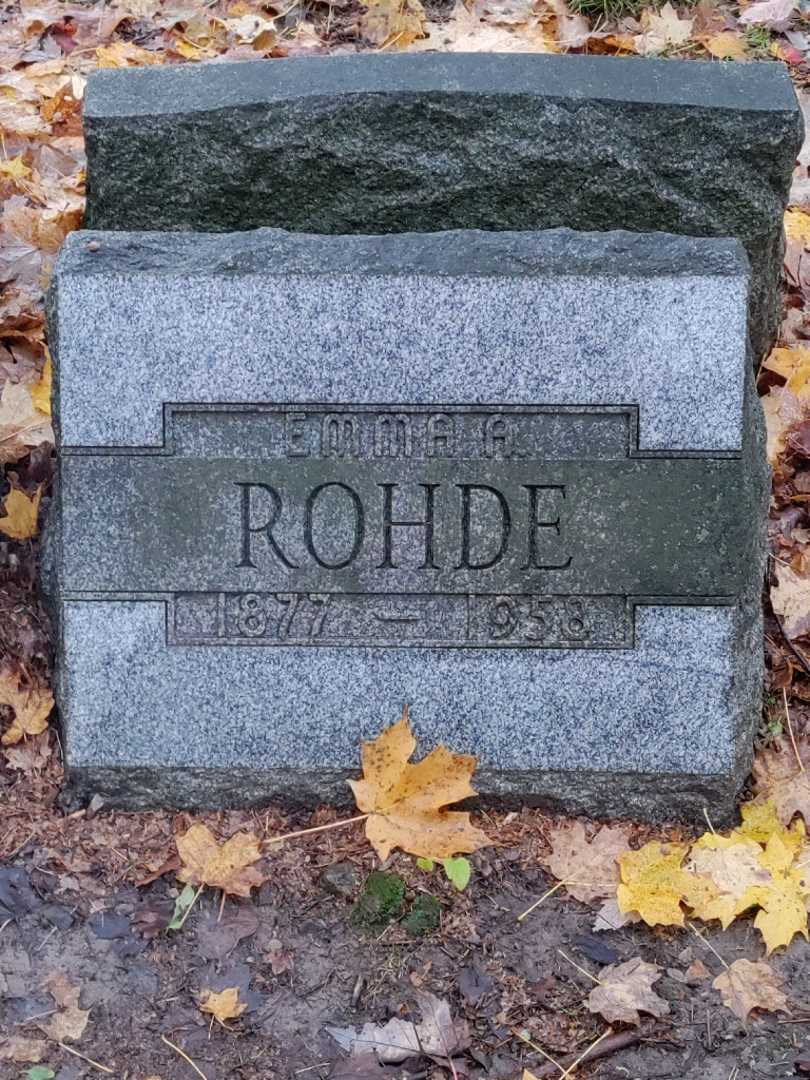 EMMA A.
ROHDE
1877 — 1958